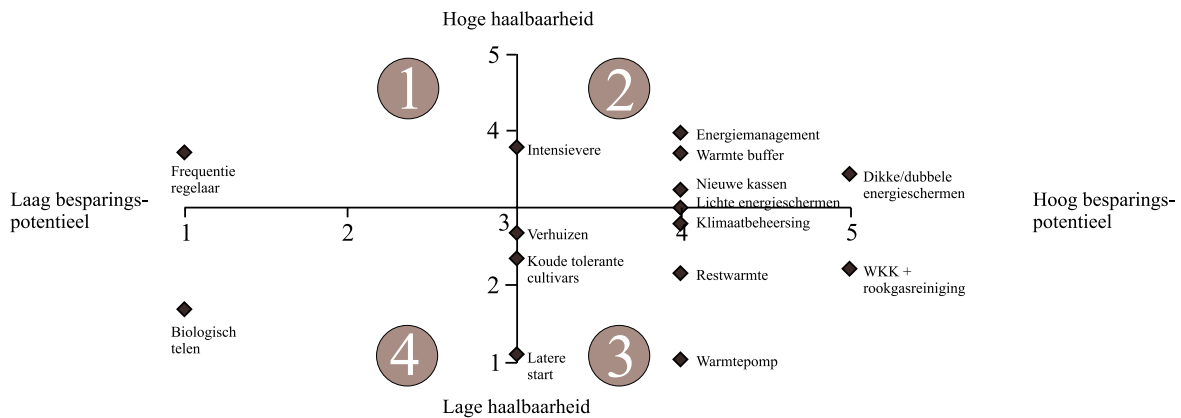 Hoge haalbaarheid
5
1
2
4
Energiemanagement
Intensievere
Warmte buffer
Frequentie
regelaar
Dikke/dubbele
energieschermen
Nieuwe kassen
Lichte energieschermen
Laag besparings-
potentieel
Hoog besparings-
potentieel
1
2
3
4
5
Klimaatbeheersing
Verhuizen
Koude tolerante
cultivars
Restwarmte
WKK +
rookgasreiniging
2
Biologisch
telen
4
3
Latere
start
1
Warmtepomp
Lage haalbaarheid